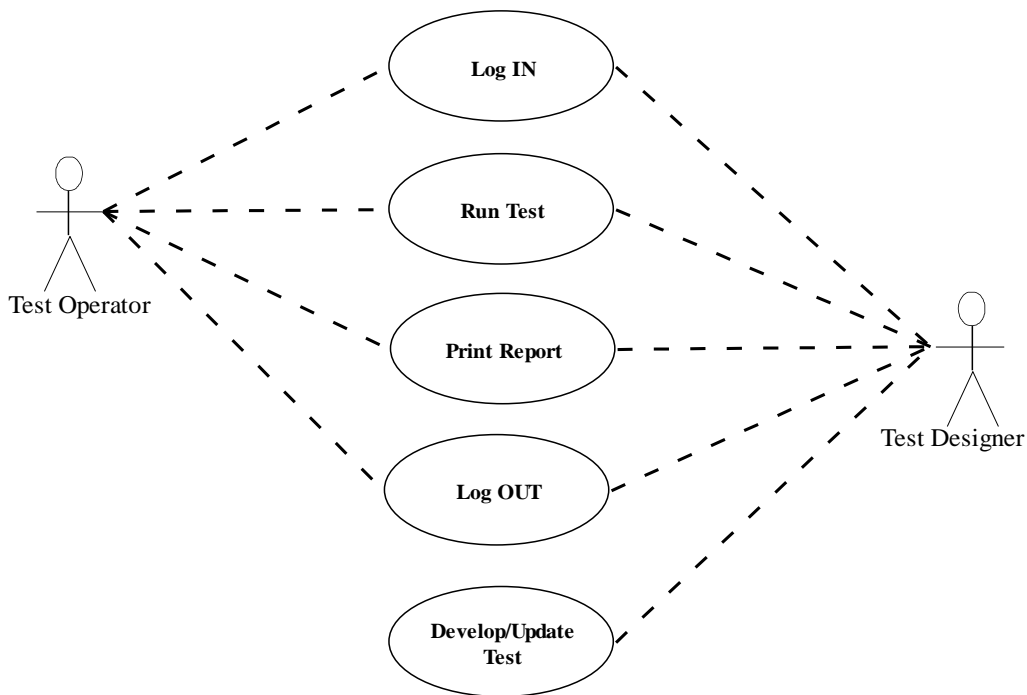 Log IN
Run Test
Test Operator
Print Report
Test Designer
Log OUT
Develop/Update
Test